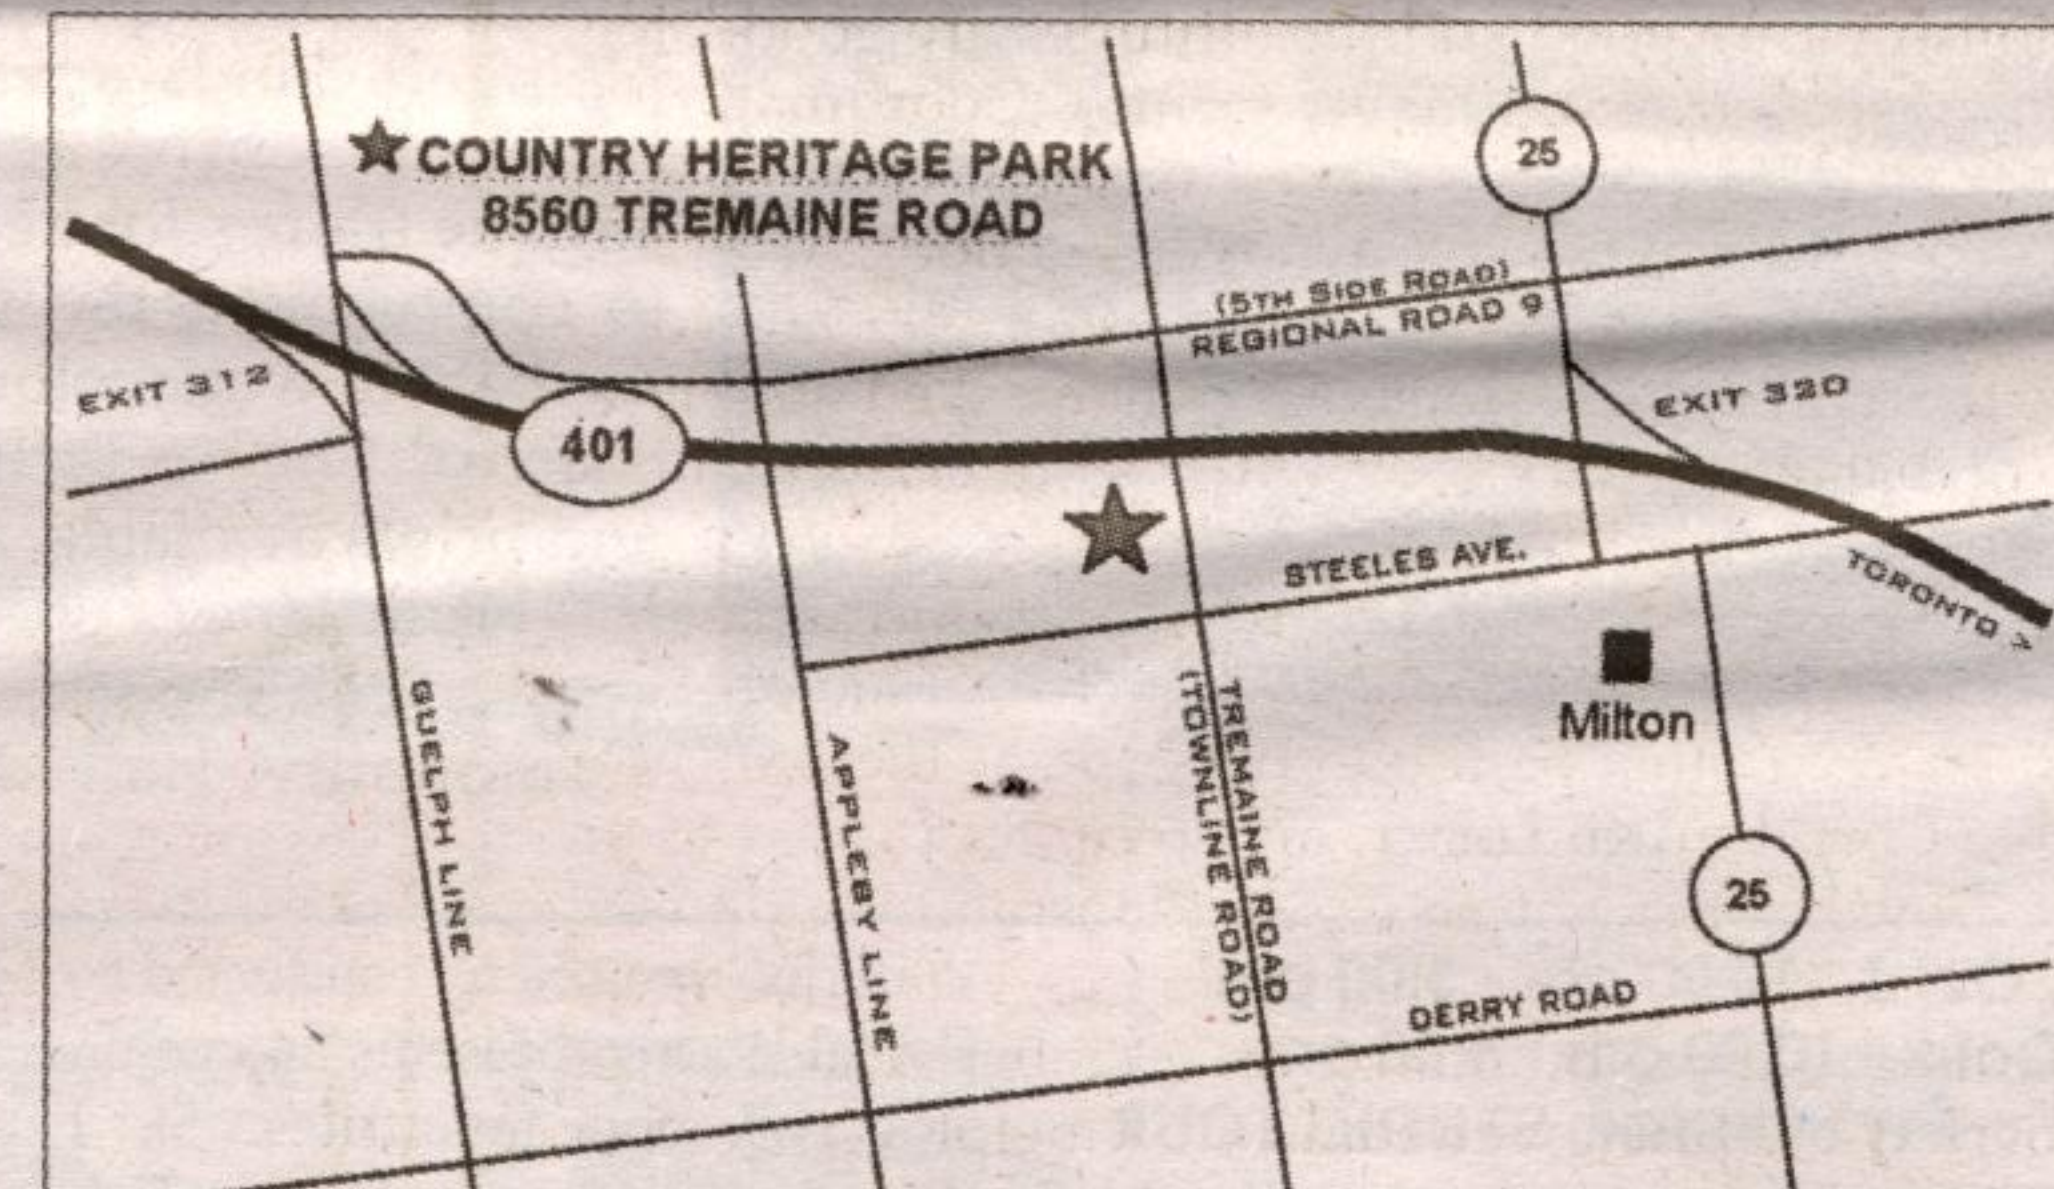 COUNTRY HERITAGE PARK
8560 TREMAINE ROAD
25
(5TH SIDE ROAD)
REGIONAL ROAD 9
EXIT 312
EXIT 320
401
STEELES AVE.
TORONTO >
Milton
GUELPH LINE
APPLEBY LINE
TREMAINE ROAD
(TOWNLINE ROAD)
25
DERRY ROAD